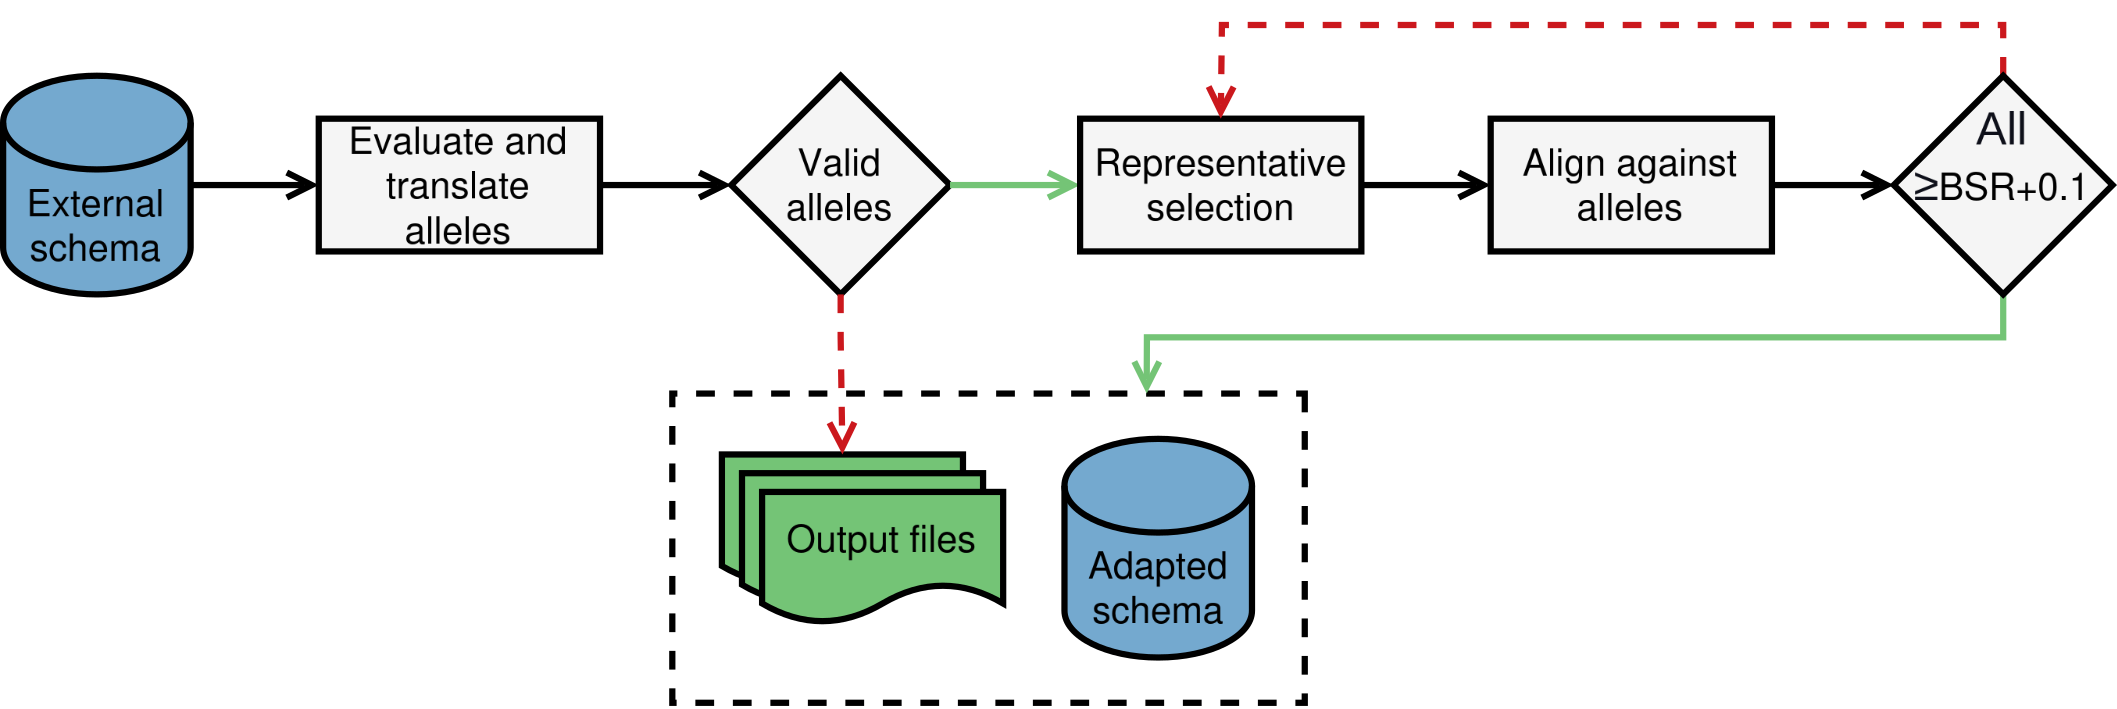 External
schema
Evaluate and
translate
alleles
Valid
alleles
Representative
selection
Align against
alleles
All
≥BSR+0.1
Output files
Adapted
schema